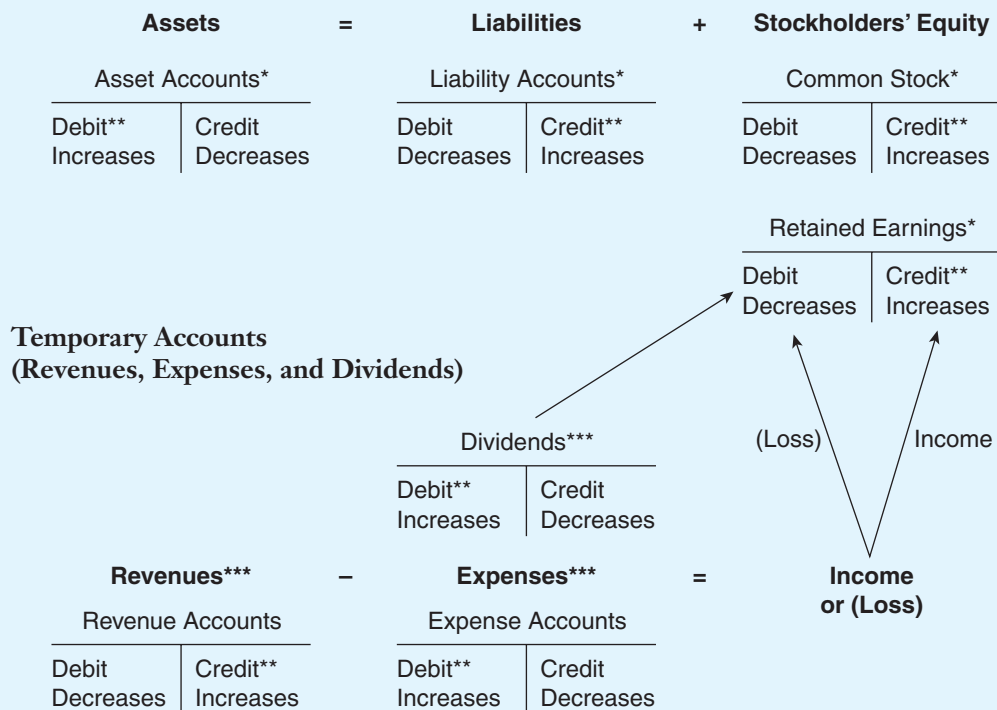 Assets = Liabilities + Stockholders' Equity
Asset Accounts* Liability Accounts* Common Stock*
Debit** Credit Debit Credit** Debit Credit**
Increases Decreases Decreases Increases Decreases Increases
Retained Earnings*
Debit Credit**
Decreases Increases
Temporary Accounts
(Revenues, Expenses, and Dividends)
Dividends*** (Loss) Income
Debit** Credit
Increases Decreases
Revenues*** – Expenses*** = Income
or (Loss)
Revenue Accounts Expense Accounts
Debit Credit** Debit** Credit
Decreases Increases Increases Decreases